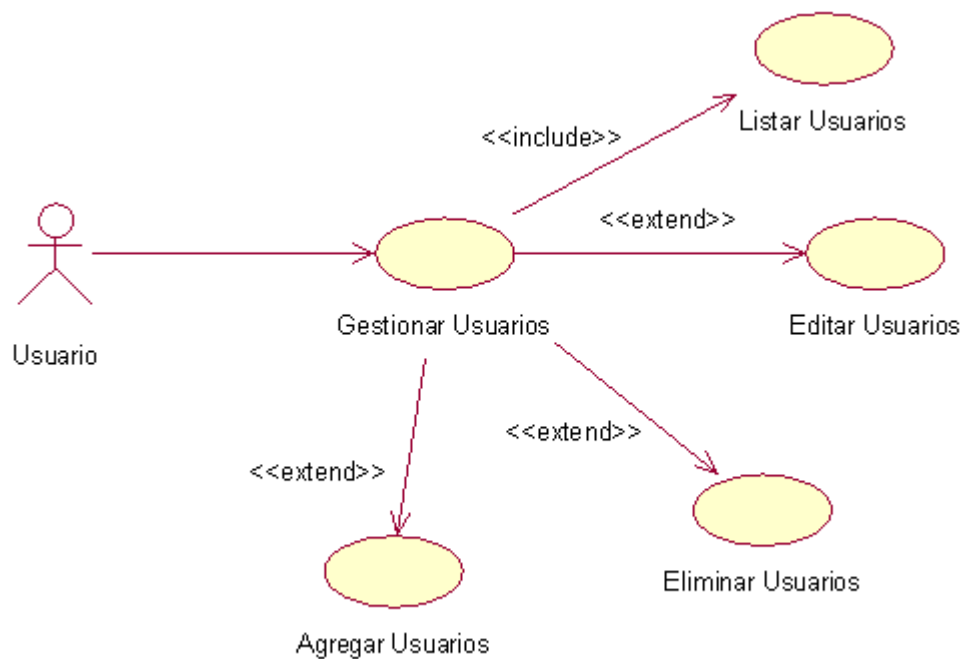 Listar Usuarios
<<include>>
<<extend>>
Gestionar Usuarios
Editar Usuarios
Usuario
<<extend>>
<<extend>>
Eliminar Usuarios
Agregar Usuarios